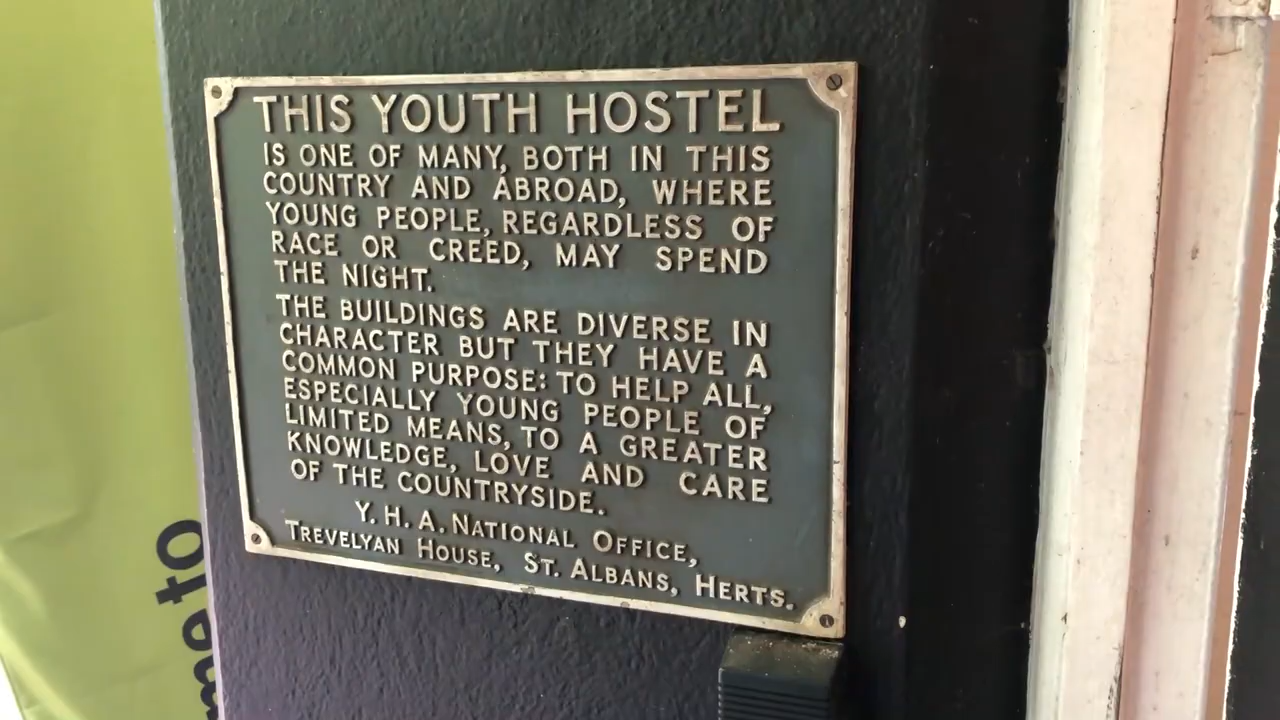 THIS YOUTH HOSTEL
IS ONE OF MANY, BOTH IN THIS
COUNTRY AND ABROAD, WHERE
YOUNG PEOPLE, REGARDLESS OF
RACE OR CREED, MAY SPEND
THE NIGHT.
THE BUILDINGS ARE DIVERSE IN
CHARACTER BUT THEY HAVE A
COMMON PURPOSE: TO HELP ALL,
ESPECIALLY YOUNG PEOPLE OF
LIMITED MEANS, TO A GREATER
KNOWLEDGE, LOVE AND CARE
OF THE COUNTRYSIDE.
Y. H. A. NATIONAL OFFICE,
TREVELYAN HOUSE, ST. ALBANS, HERTS.
to